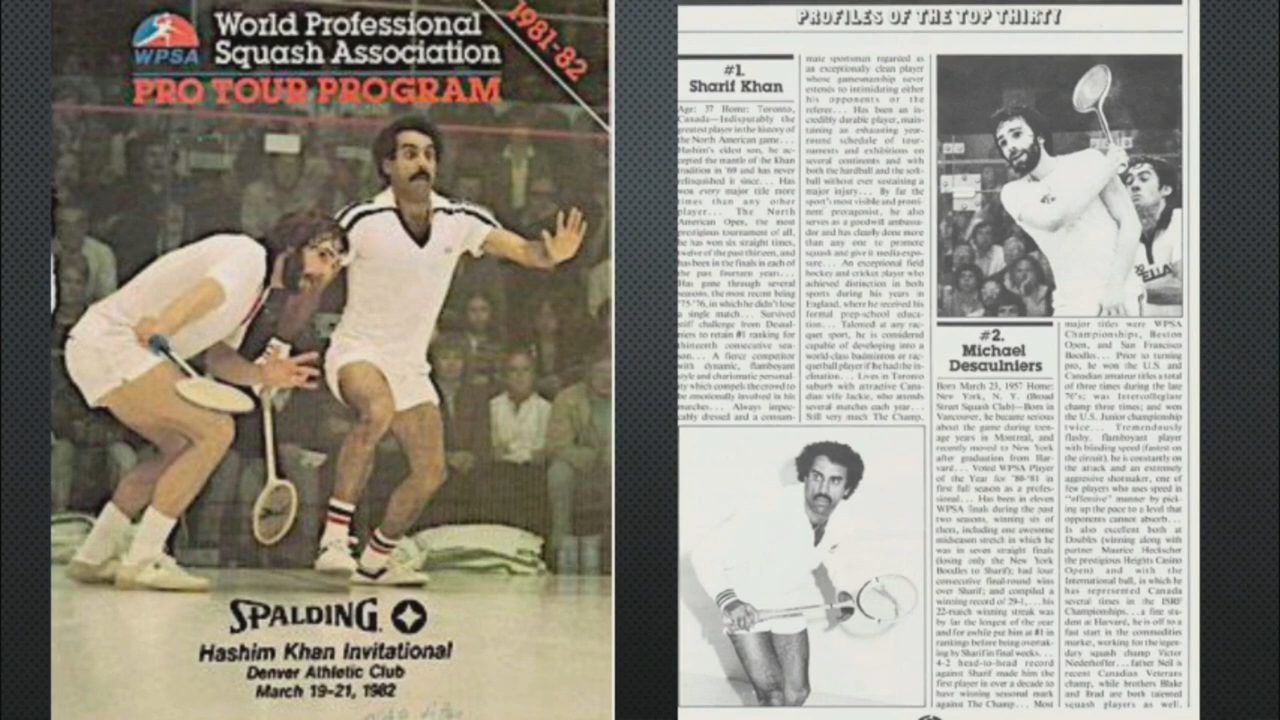 World Professional
Squash Association
WPSA
PRO TOUR PROGRAM
1981-82
SPALDING
Hashim Khan Invitational
Denver Athletic Club
March 19-21, 1982
PROFILES OF THE TOP THIRTY
#1.
Sharif Khan
Age: 37 Home: Toronto,
Canada—Indisputably the
greatest player in the history of
the North American game...
Hashim's eldest son, he ac-
cepted the mantle of the Khan
tradition in '69 and has never
relinquished it since... Has
won every major title more
times than any other
player... The North
American Open, the most
prestigious tournament of all,
he has won six straight times,
twelve of the past thirteen, and
has been in the finals in each of
the past fourteen years...
Has gone through several
seasons, the most recent being
'75-'76, in which he didn't lose
a single match... Survived
stiff challenge from Desaul-
niers to retain #1 ranking for
thirteenth consecutive sea-
son... A fierce competitor
with dynamic, flamboyant
style and charismatic personal-
ity which compels the crowd to
be emotionally involved in his
matches... Always impec-
cably dressed and a consum-
mate sportsman regarded as
an exceptionally clean player
whose gamesmanship never
extends to intimidating either
his opponents or the
referee... Has been an in-
credibly durable player, main-
taining an exhausting year-
round schedule of tour-
naments and exhibitions on
several continents and with
both the hardball and the soft-
ball without ever sustaining a
major injury... By far the
sport's most visible and promi-
nent protagonist, he also
serves as a goodwill ambassa-
dor and has clearly done more
than any one to promote
squash and give it media expo-
sure... An exceptional field
hockey and cricket player who
achieved distinction in both
sports during his years in
England, where he received his
formal prep-school educa-
tion... Talented at any rac-
quet sport, he is considered
capable of developing into a
world-class badminton or rac-
quetball player if he had the in-
clination... Lives in Toronto
suburb with attractive Cana-
dian wife Jackie, who attends
several matches each year...
Still very much The Champ.
ELLA
#2.
Michael
Desaulniers
Born March 23, 1957 Home:
New York, N. Y. (Broad
Street Squash Club)—Born in
Vancouver, he became serious
about the game during teen-
age years in Montreal, and
recently moved to New York
after graduation from Har-
vard... Voted WPSA Player
of the Year for '80-'81 in
first full season as a profes-
sional... Has been in eleven
WPSA finals during the past
two seasons, winning six of
them, including one awesome
midseason stretch in which he
was in seven straight finals
(losing only the New York
Boodles to Sharif); had four
consecutive final-round wins
over Sharif; and compiled a
winning record of 29-1... his
22-match winning streak was
by far the longest of the year
and for awhile put him at #1 in
rankings before being overtak-
ing by Sharif in final weeks...
4-2 head-to-head record
against Sharif made him the
first player in over a decade to
have winning seasonal mark
against The Champ... Most
major titles were WPSA
Championships, Boston
Open, and San Francisco
Boodles... Prior to turning
pro, he won the U.S. and
Canadian amateur titles a total
of three times during the late
70's; was Intercollegiate
champ three times; and won
the U.S. Junior championship
twice... Tremendously
flashy, flamboyant player
with blinding speed (fastest on
the circuit), he is constantly on
the attack and an extremely
aggressive shotmaker, one of
few players who uses speed in
"offensive" manner by pick-
ing up the pace to a level that
opponents cannot absorb...
Is also excellent both at
Doubles (winning along with
partner Maurice Heckscher
the prestigious Heights Casino
Open) and with the
International ball, in which he
has represented Canada
several times in the ISRF
Championships... a fine stu-
dent at Harvard, he is off to a
fast start in the commodities
market, working for the legen-
dary squash champ Victor
Niederhoffer... father Neil is
recent Canadian Veterans
champ, while brothers Blake
and Brad are both talented
squash players as well.